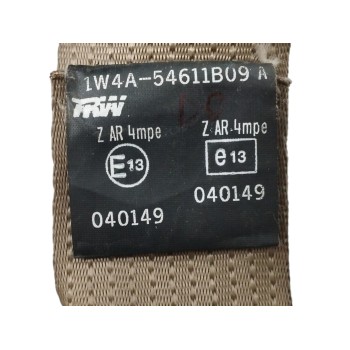 1W4A-54611B09 A
TRW
Z AR 4mpe Z AR.4mpe
E13 e13
040149 040149